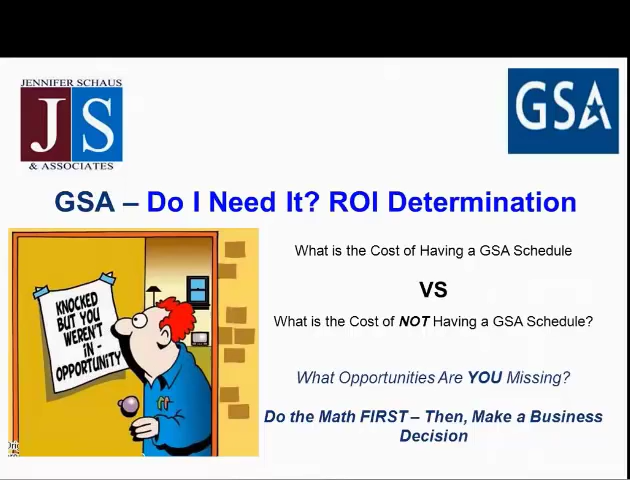 JENNIFER SCHAUS
JS
& ASSOCIATES
GSA
GSA – Do I Need It? ROI Determination
KNOCKED
BUT YOU
WEREN'T
IN -
OPPORTUNITY
What is the Cost of Having a GSA Schedule
VS
What is the Cost of NOT Having a GSA Schedule?
What Opportunities Are YOU Missing?
Do the Math FIRST – Then, Make a Business
Decision